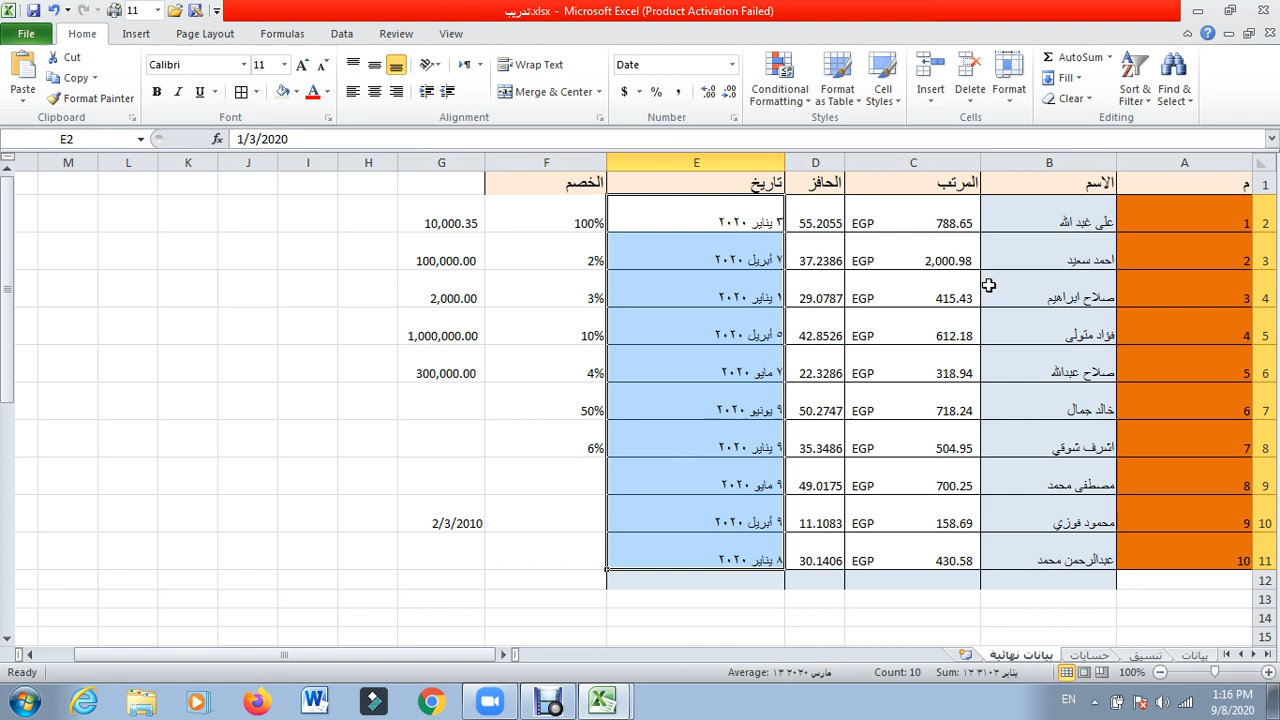 11
تدريب.xlsx - Microsoft Excel (Product Activation Failed)
File Home Insert Page Layout Formulas Data Review View
Paste Cut Copy Format Painter Clipboard
Calibri 11 B I U A A Font
Wrap Text Merge & Center Alignment
Date $ % , Number
Conditional Formatting Format as Table Cell Styles Styles
Insert Delete Format Cells
Σ AutoSum Fill Clear Sort & Filter Find & Select Editing
E2 fx 1/3/2020
M L K J I H G F E D C B A
م الاسم المرتب الحافز تاريخ الخصم 1
1 على غبد الله 788.65 EGP 55.2055 ٣ يناير ٢٠٢٠ 100% 10,000.35 2
2 احمد سعيد 2,000.98 EGP 37.2386 ٧ أبريل ٢٠٢٠ 2% 100,000.00 3
3 صلاح ابراهيم 415.43 EGP 29.0787 ١ يناير ٢٠٢٠ 3% 2,000.00 4
4 فؤاد متولى 612.18 EGP 42.8526 ٥ أبريل ٢٠٢٠ 10% 1,000,000.00 5
5 صلاح عبدالله 318.94 EGP 22.3286 ٧ مايو ٢٠٢٠ 4% 300,000.00 6
6 خالد جمال 718.24 EGP 50.2747 ٩ يونيو ٢٠٢٠ 50% 7
7 اشرف شوقي 504.95 EGP 35.3486 ٩ يناير ٢٠٢٠ 6% 8
8 مصطفى محمد 700.25 EGP 49.0175 ٩ مايو ٢٠٢٠ 9
9 محمود فوزي 158.69 EGP 11.1083 ٩ أبريل ٢٠٢٠ 2/3/2010 10
10 عبدالرحمن محمد 430.58 EGP 30.1406 ٨ يناير ٢٠٢٠ 11
12
13
14
15
بيانات تنسيق حسابات بيانات نهائية
Ready Average: ١٣ مارس ٢٠٢٠ Count: 10 Sum: ١٢ يناير ٣١٠٢ 100%
EN 1:16 PM
9/8/2020